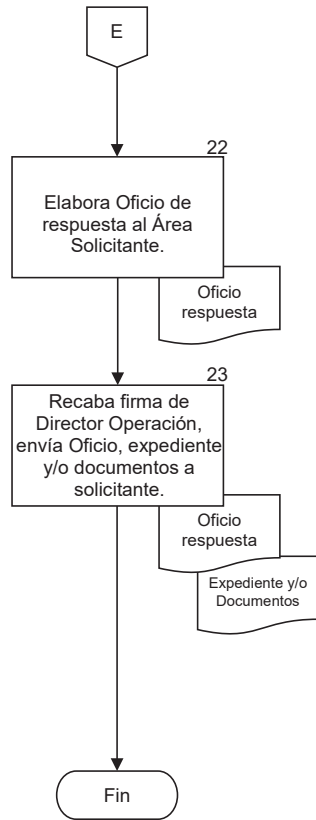 E
22
Elabora Oficio de
respuesta al Área
Solicitante.
Oficio
respuesta
23
Recaba firma de
Director Operación,
envía Oficio, expediente
y/o documentos a
solicitante.
Oficio
respuesta
Expediente y/o
Documentos
Fin